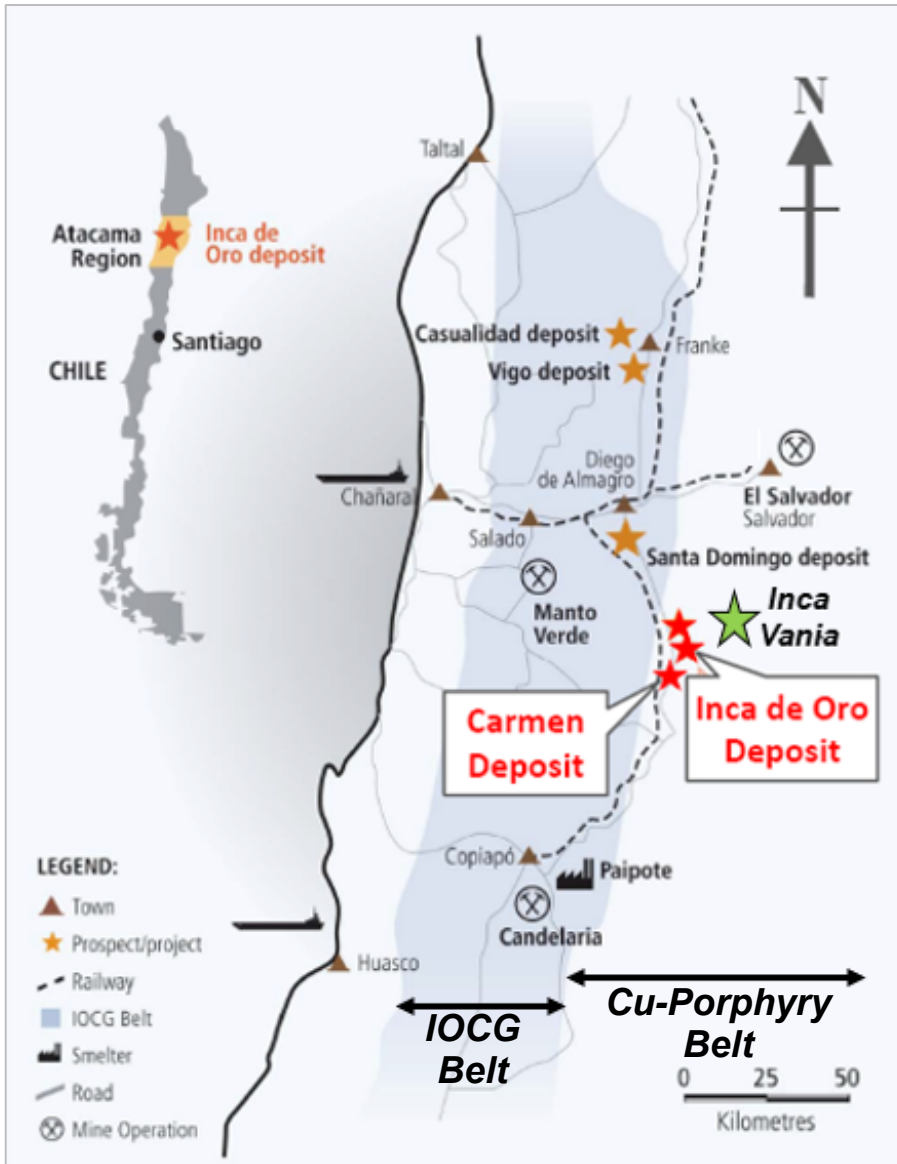 N
Taltal
Atacama
Region
Inca de
Oro deposit
Santiago
CHILE
Casualidad deposit
Franke
Vigo deposit
Diego
de Almagro
El Salvador
Salvador
Chañaral
Salado
Santa Domingo deposit
Manto
Verde
Inca
Vania
Carmen
Deposit
Inca de Oro
Deposit
Copiapó
Paipote
Candelaria
Huasco
LEGEND:
Town
Prospect/project
Railway
IOCG Belt
Smelter
Road
Mine Operation
IOCG
Belt
Cu-Porphyry
Belt
0 25 50
Kilometres